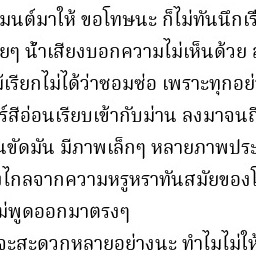 มนต์มาให้ ขอโทษนะ ก็ไม่ทันนึกเรี
ยๆ น้ำเสียงบอกความไม่เห็นด้วย
เรียกไม่ได้ว่าซอมซ่อ เพราะทุกอย่
ร์สีอ่อนเรียบเข้ากับม่าน ลงมาจนถึ
นขัดมัน มีภาพเล็กๆ หลายภาพประ
ไกลจากความหรูหราทันสมัยของโ
ม่พูดออกมาตรงๆ
จะสะดวกหลายอย่างนะ ทำไมไม่ให้